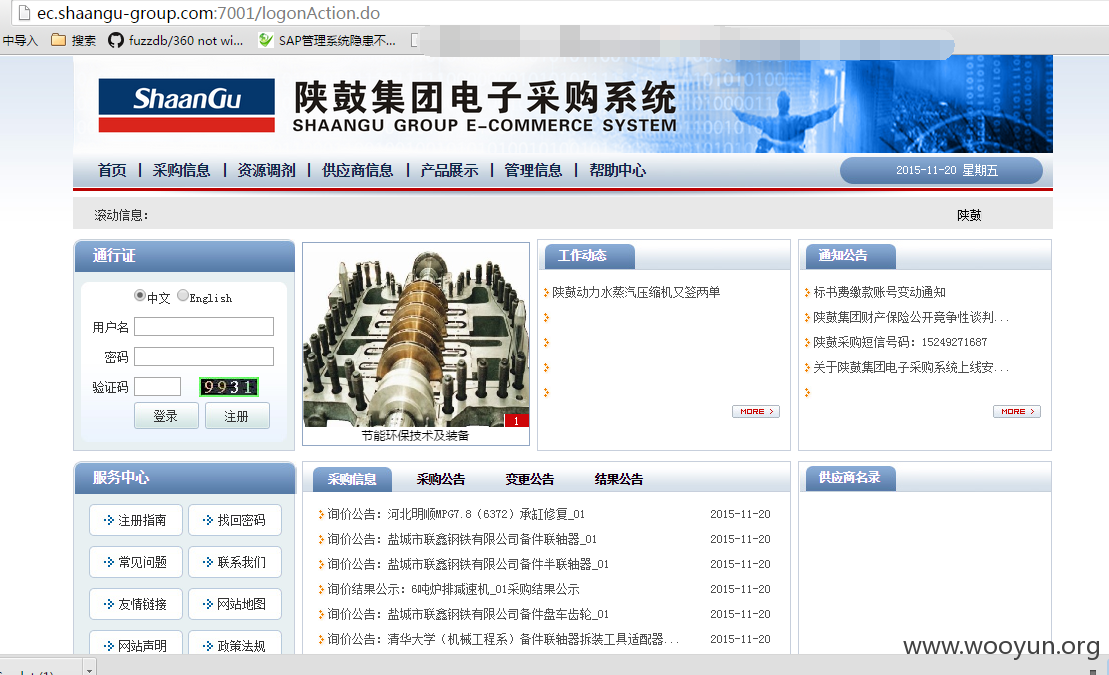 ec.shaangu-group.com:7001/logonAction.do
中导入 搜索 fuzzdb/360 not wi... SAP管理系统隐患不...
ShaanGu 陕鼓集团电子采购系统
SHAANGU GROUP E-COMMERCE SYSTEM
首页 | 采购信息 | 资源调剂 | 供应商信息 | 产品展示 | 管理信息 | 帮助中心 2015-11-20 星期五
滚动信息: 陕鼓
通行证
中文 English
用户名
密码
验证码 9931
登录 注册
1
节能环保技术及装备
工作动态
陕鼓动力水蒸汽压缩机又签两单
MORE
通知公告
标书费缴款账号变动通知
陕鼓集团财产保险公开竞争性谈判...
陕鼓采购短信号码: 15249271687
关于陕鼓集团电子采购系统上线安...
MORE
服务中心
注册指南 找回密码
常见问题 联系我们
友情链接 网站地图
网站声明 政策法规
采购信息 采购公告 变更公告 结果公告
询价公告: 河北明顺MPG7.8（6372）承缸修复_01 2015-11-20
询价公告: 盐城市联鑫钢铁有限公司备件联轴器_01 2015-11-20
询价公告: 盐城市联鑫钢铁有限公司备件半联轴器_01 2015-11-20
询价结果公示: 6吨炉排减速机_01采购结果公示 2015-11-20
询价公告: 盐城市联鑫钢铁有限公司备件盘车齿轮_01 2015-11-20
询价公告: 清华大学（机械工程系）备件联轴器拆装工具适配器... 2015-11-20
供应商名录
www.wooyun.org